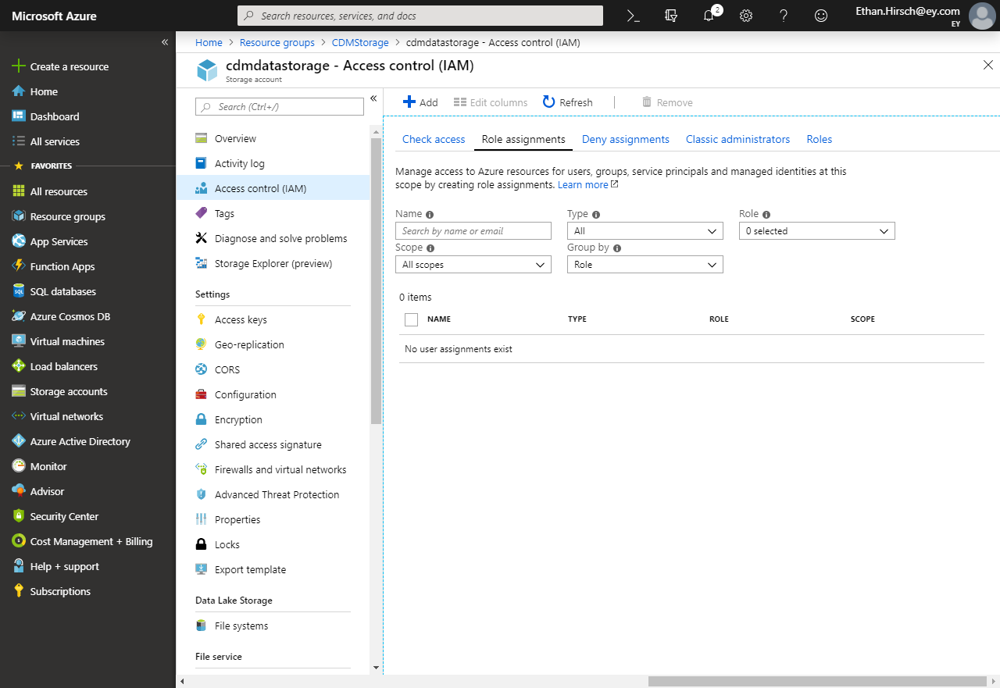 Microsoft Azure
Search resources, services, and docs
2
Ethan.Hirsch@ey.com
EY
Create a resource
Home
Dashboard
All services
FAVORITES
All resources
Resource groups
App Services
Function Apps
SQL databases
Azure Cosmos DB
Virtual machines
Load balancers
Storage accounts
Virtual networks
Azure Active Directory
Monitor
Advisor
Security Center
Cost Management + Billing
Help + support
Subscriptions
Home > Resource groups > CDMStorage > cdmdatastorage - Access control (IAM)
cdmdatastorage - Access control (IAM)
Storage account
Search (Ctrl+/)
Overview
Activity log
Access control (IAM)
Tags
Diagnose and solve problems
Storage Explorer (preview)
Settings
Access keys
Geo-replication
CORS
Configuration
Encryption
Shared access signature
Firewalls and virtual networks
Advanced Threat Protection
Properties
Locks
Export template
Data Lake Storage
File systems
File service
Add Edit columns Refresh Remove
Check access Role assignments Deny assignments Classic administrators Roles
Manage access to Azure resources for users, groups, service principals and managed identities at this
scope by creating role assignments. Learn more
Name Type Role
Search by name or email All 0 selected
Scope Group by
All scopes Role
0 items
NAME TYPE ROLE SCOPE
No user assignments exist